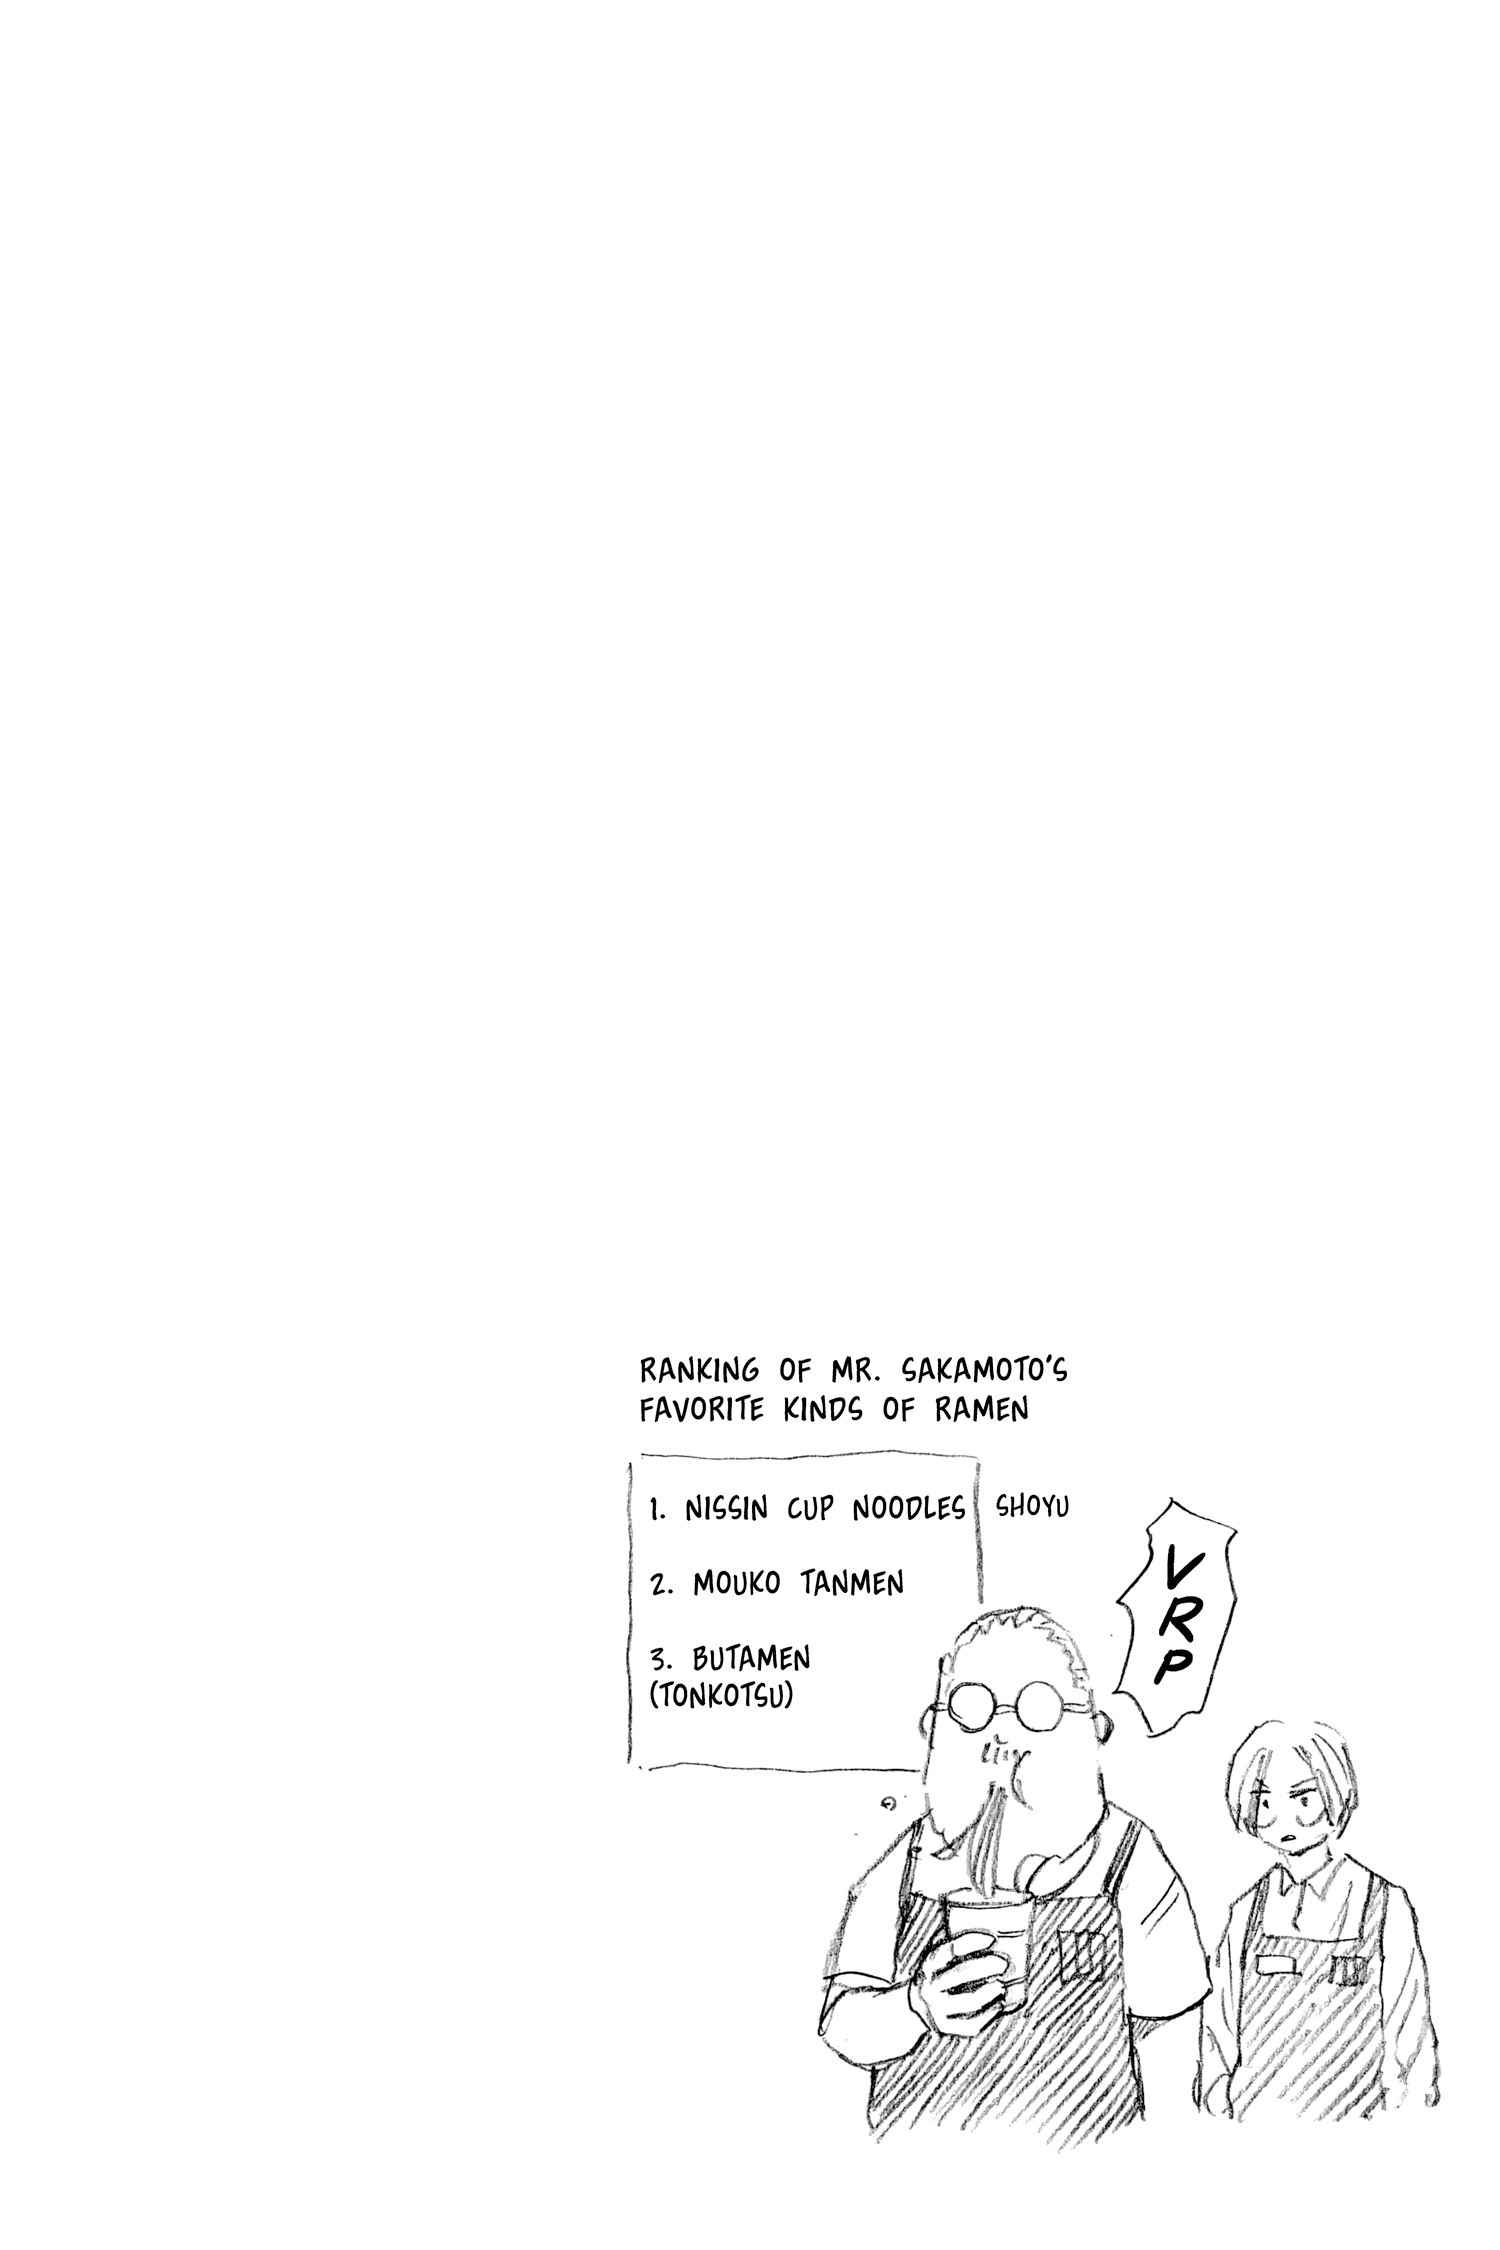 RANKING OF MR. SAKAMOTO'S
FAVORITE KINDS OF RAMEN
1. NISSIN CUP NOODLES SHOYU
2. MOUKO TANMEN
3. BUTAMEN
(TONKOTSU)
VRP